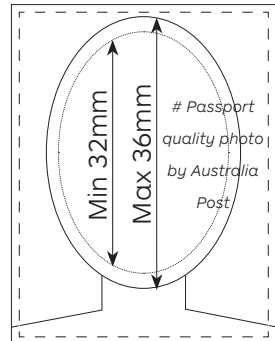 Min 32mm
Max 36mm
# Passport
quality photo
by Australia
Post